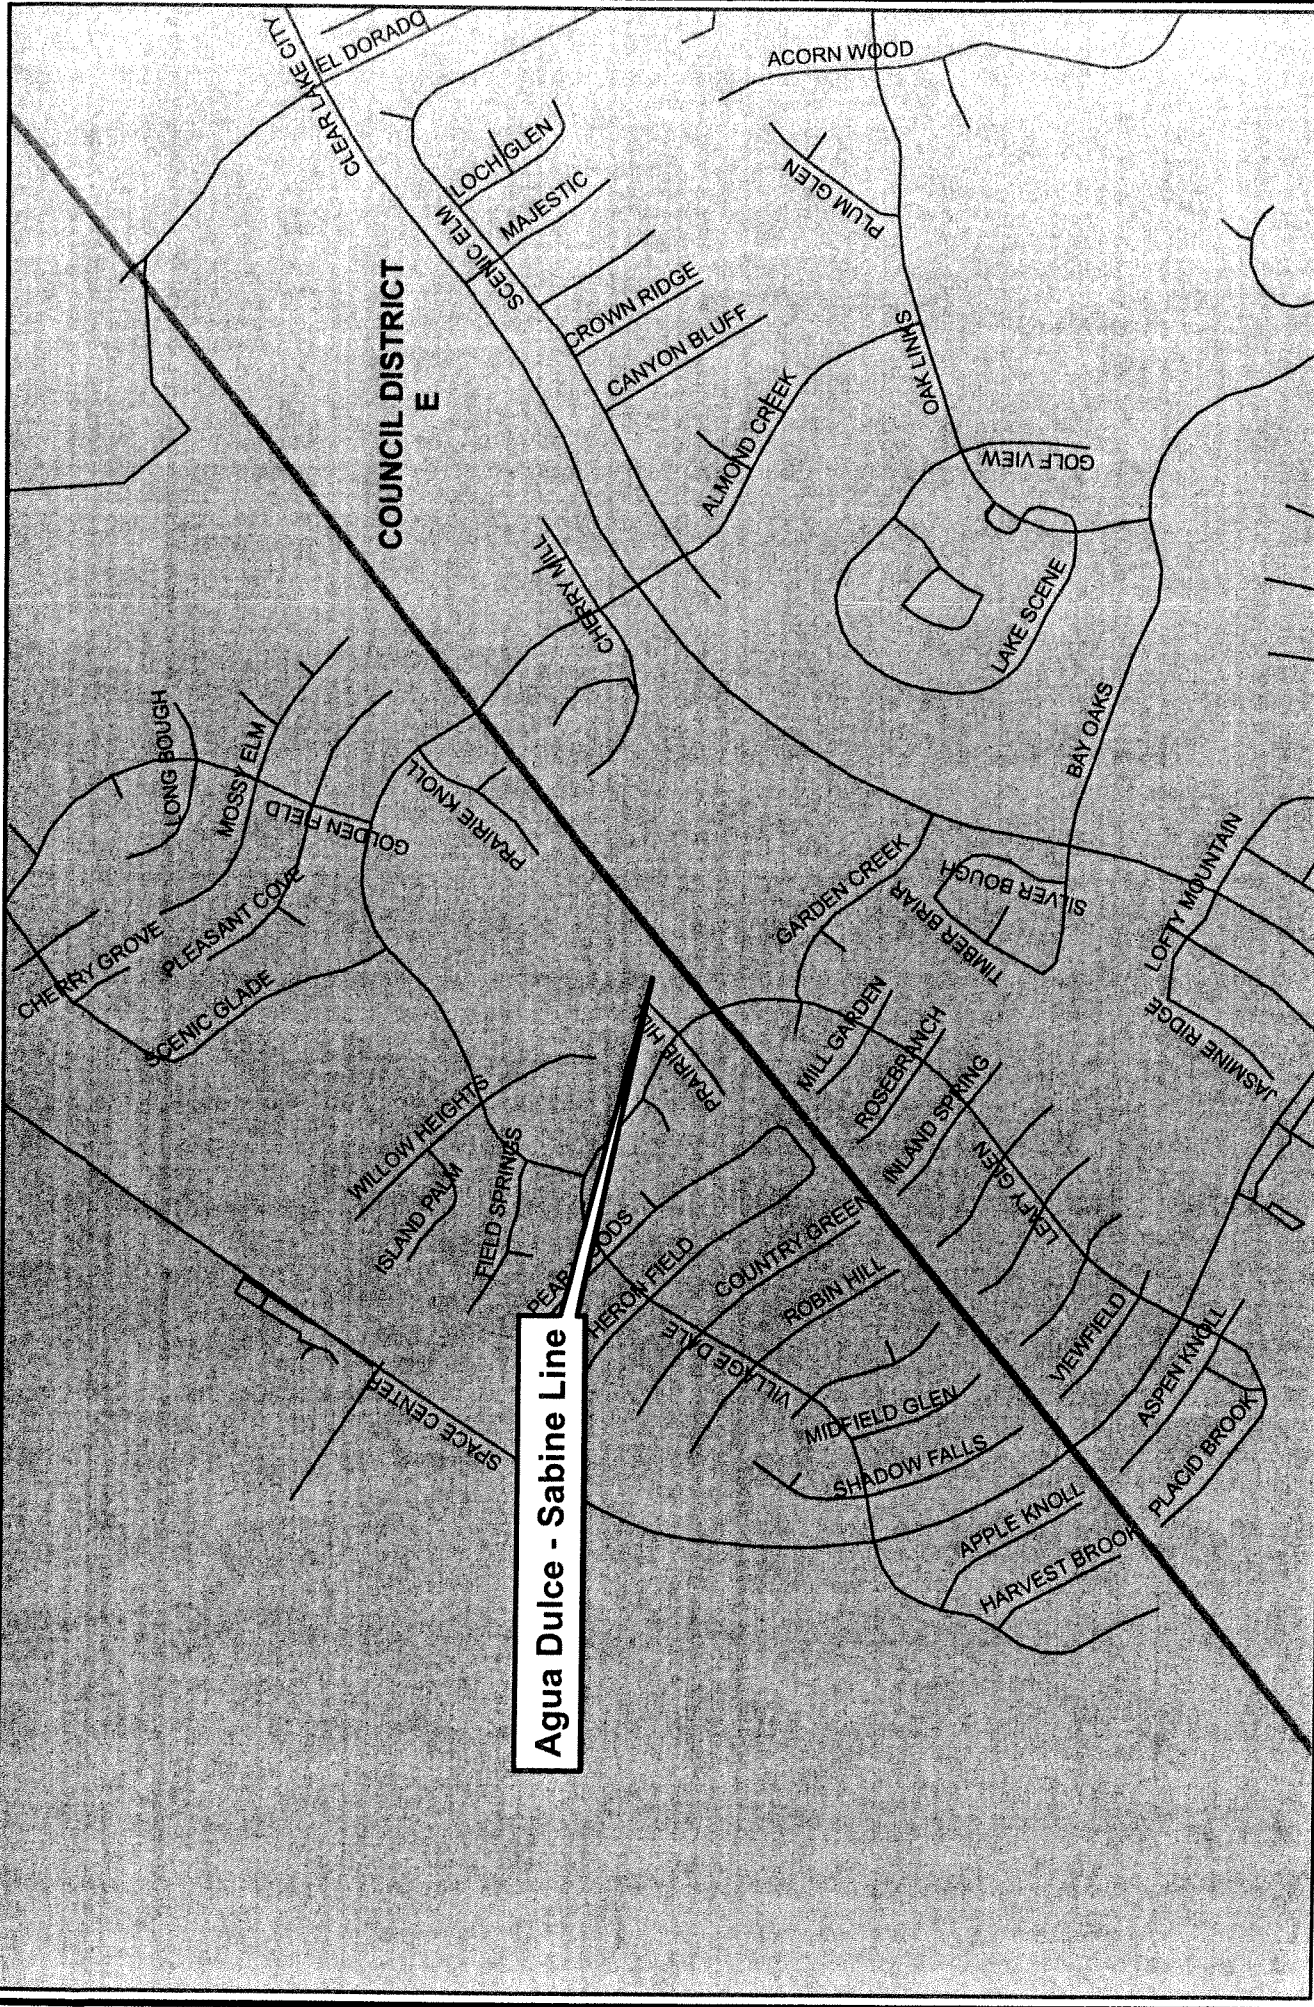 CLEAR LAKE CITY
EL DORADO
ACORN WOOD
LOCH GLEN
MAJESTIC
SCENIC ELM
PLUM GLEN
COUNCIL DISTRICT
E
CROWN RIDGE
CANYON BLUFF
OAK LINKS
ALMOND CREEK
GOLF VIEW
CHERRY MILL
LAKE SCENE
LONG BOUGH
MOSSY ELM
GOLDEN FIELD
PRAIRIE KNOLL
BAY OAKS
CHERRY GROVE
PLEASANT COVE
SCENIC GLADE
GARDEN CREEK
TIMBER BRIAR
SILVER BOUGH
LOFTY MOUNTAIN
JASMINE RIDGE
PRAIRIE
MILL GARDEN
ROSEBRANCH
INLAND SPRING
LEAFY GLEN
WILLOW HEIGHTS
ISLAND PALM
FIELD SPRINGS
HERON FIELD
COUNTRY GREEN
ROBIN HILL
VILLAGE DALE
VIEWFIELD
Agua Dulce - Sabine Line
SPACE CENTER
MIDFIELD GLEN
SHADOW FALLS
ASPEN KNOLL
PLACID BROOK
APPLE KNOLL
HARVEST BROOK